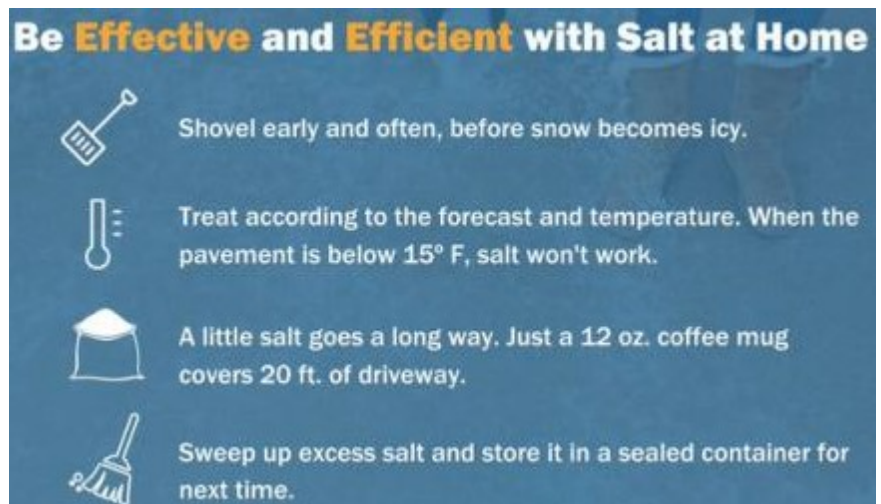 Be Effective and Efficient with Salt at Home
Shovel early and often, before snow becomes icy.
Treat according to the forecast and temperature. When the
pavement is below 15º F, salt won't work.
A little salt goes a long way. Just a 12 oz. coffee mug
covers 20 ft. of driveway.
Sweep up excess salt and store it in a sealed container for
next time.